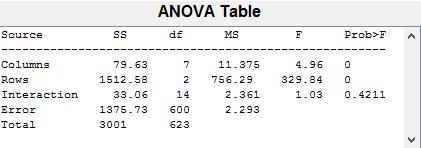 ANOVA Table
Source SS df MS F Prob>F
Columns 79.63 7 11.375 4.96 0
Rows 1512.58 2 756.29 329.84 0
Interaction 33.06 14 2.361 1.03 0.4211
Error 1375.73 600 2.293
Total 3001 623